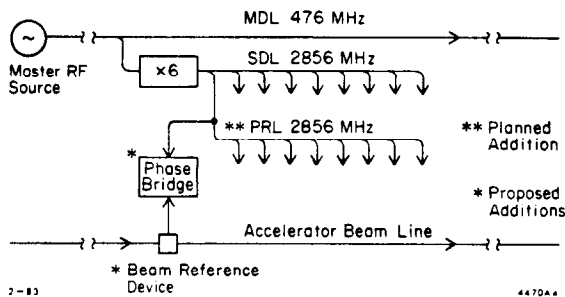 MDL 476 MHz
~
Master RF
Source
×6
SDL 2856 MHz
** PRL 2856 MHz
** Planned
Addition
*
Phase
Bridge
* Proposed
Additions
Accelerator Beam Line
* Beam Reference
Device
2-83
4470A4